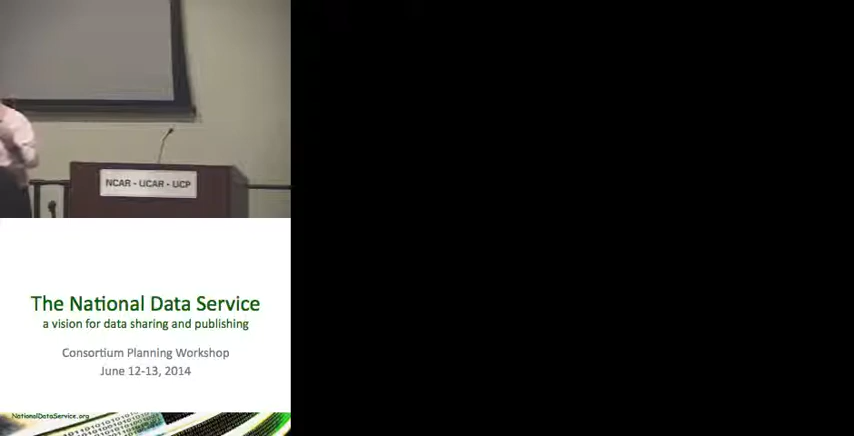 NCAR - UCAR - UCP
The National Data Service
a vision for data sharing and publishing
Consortium Planning Workshop
June 12-13, 2014
NationalDataService.org